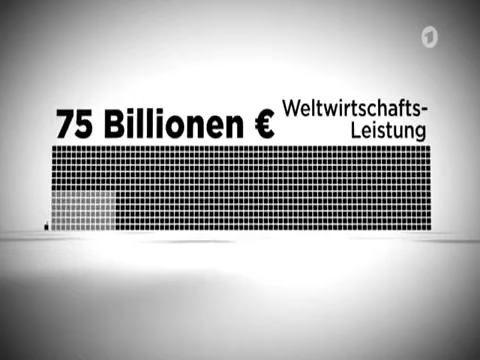 75 Billionen €
Weltwirtschafts-
Leistung